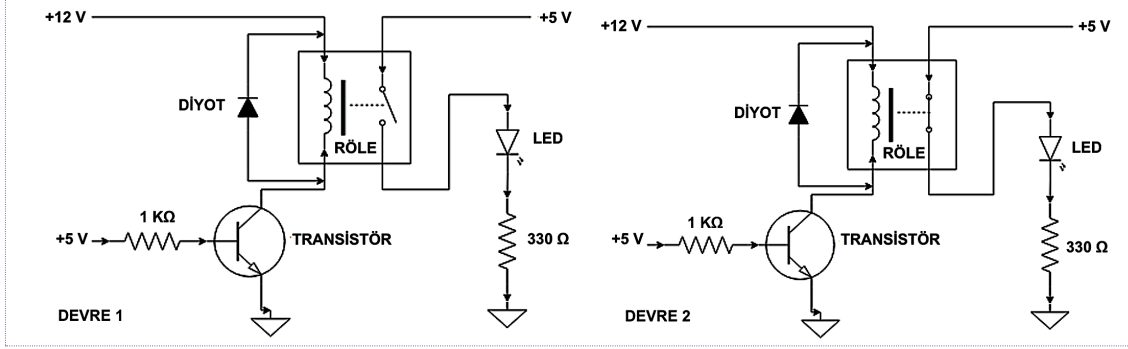 +12 V
+5 V
DİYOT
RÖLE
LED
1 KΩ
+5 V
TRANSİSTÖR
330 Ω
DEVRE 1
+12 V
+5 V
DİYOT
RÖLE
LED
1 KΩ
+5 V
TRANSİSTÖR
330 Ω
DEVRE 2